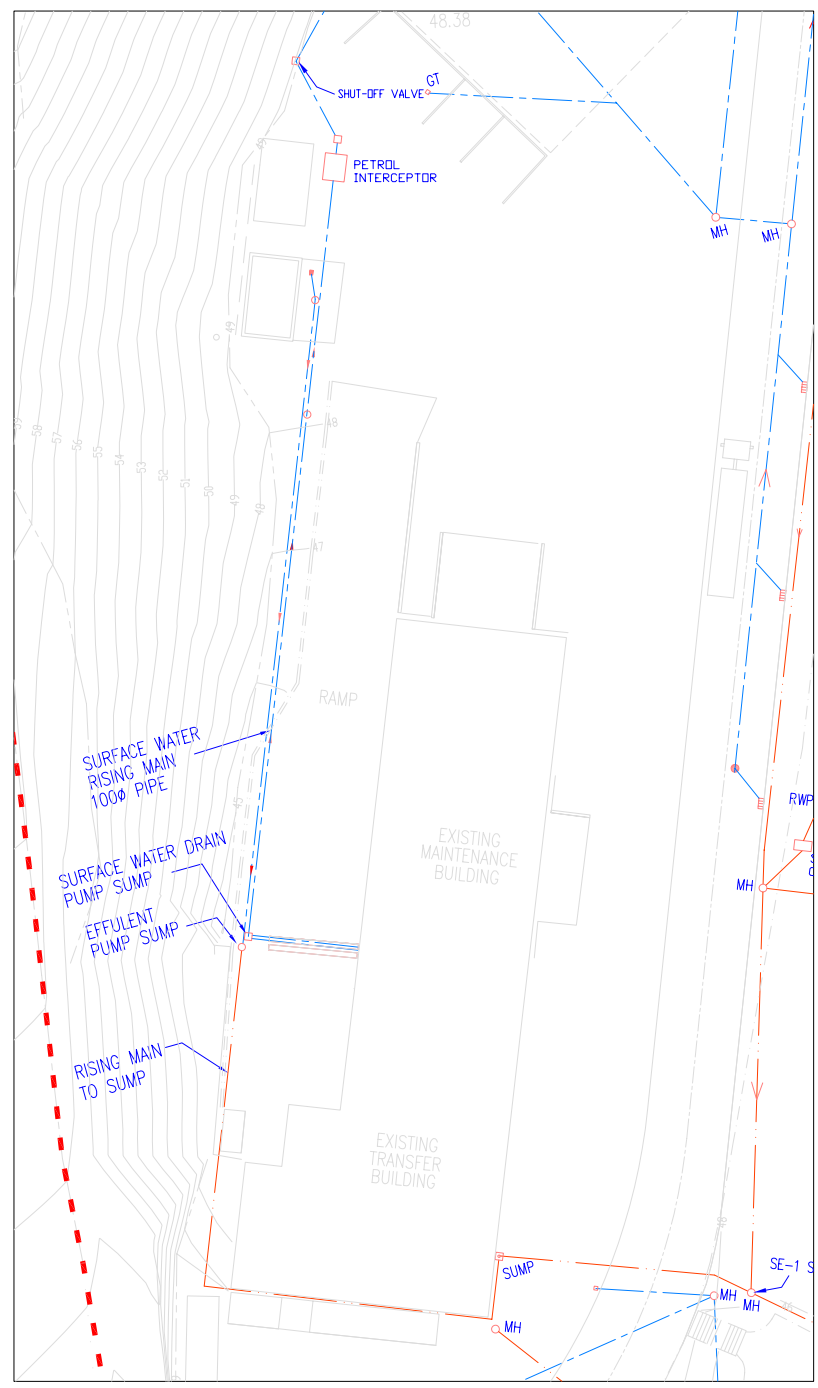 48.38
GT
SHUT-OFF VALVE
49
PETROL
INTERCEPTOR
MH
MH
49
48
59
58
57
56
55
54
53
52
51
50
49
48
47
RAMP
SURFACE WATER
RISING MAIN
100Ø PIPE
45
RWP
EXISTING
MAINTENANCE
BUILDING
SURFACE WATER DRAIN
PUMP SUMP
MH
EFFULENT
PUMP SUMP
RISING MAIN
TO SUMP
EXISTING
TRANSFER
BUILDING
46
SUMP
SE-1 S
MH
MH
MH